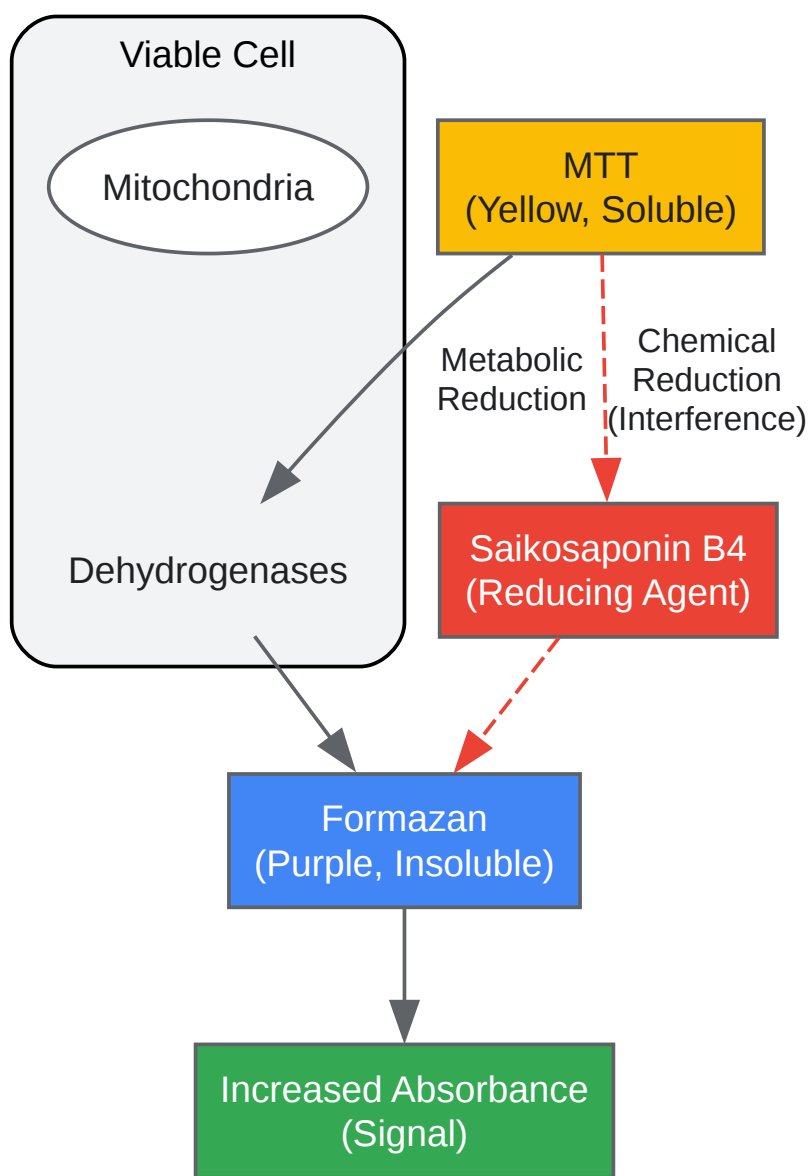 Viable Cell
Mitochondria
MTT
(Yellow, Soluble)
Metabolic
Reduction
Chemical
Reduction
(Interference)
Dehydrogenases
Saikosaponin B4
(Reducing Agent)
Formazan
(Purple, Insoluble)
Increased Absorbance
(Signal)